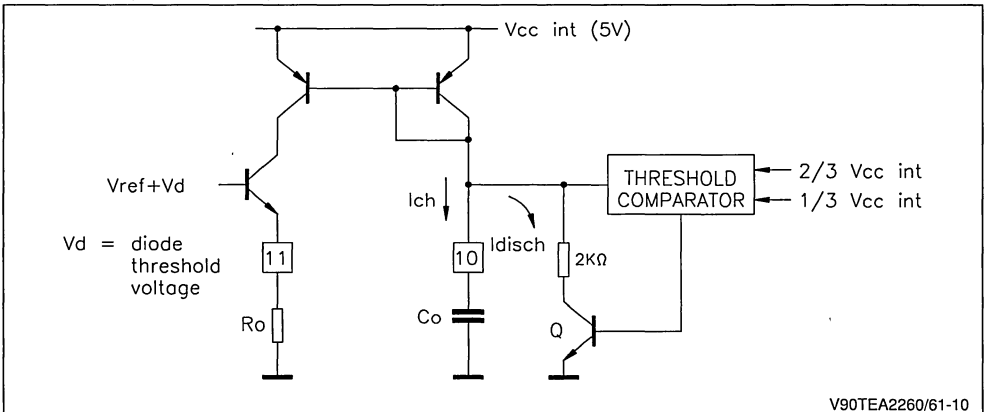 Vcc int (5V)
Vref+Vd
Vd = diode
threshold
voltage
11
Ro
Ich
Idisch
10
Co
2KΩ
Q
THRESHOLD
COMPARATOR
2/3 Vcc int
1/3 Vcc int
V90TEA2260/61-10